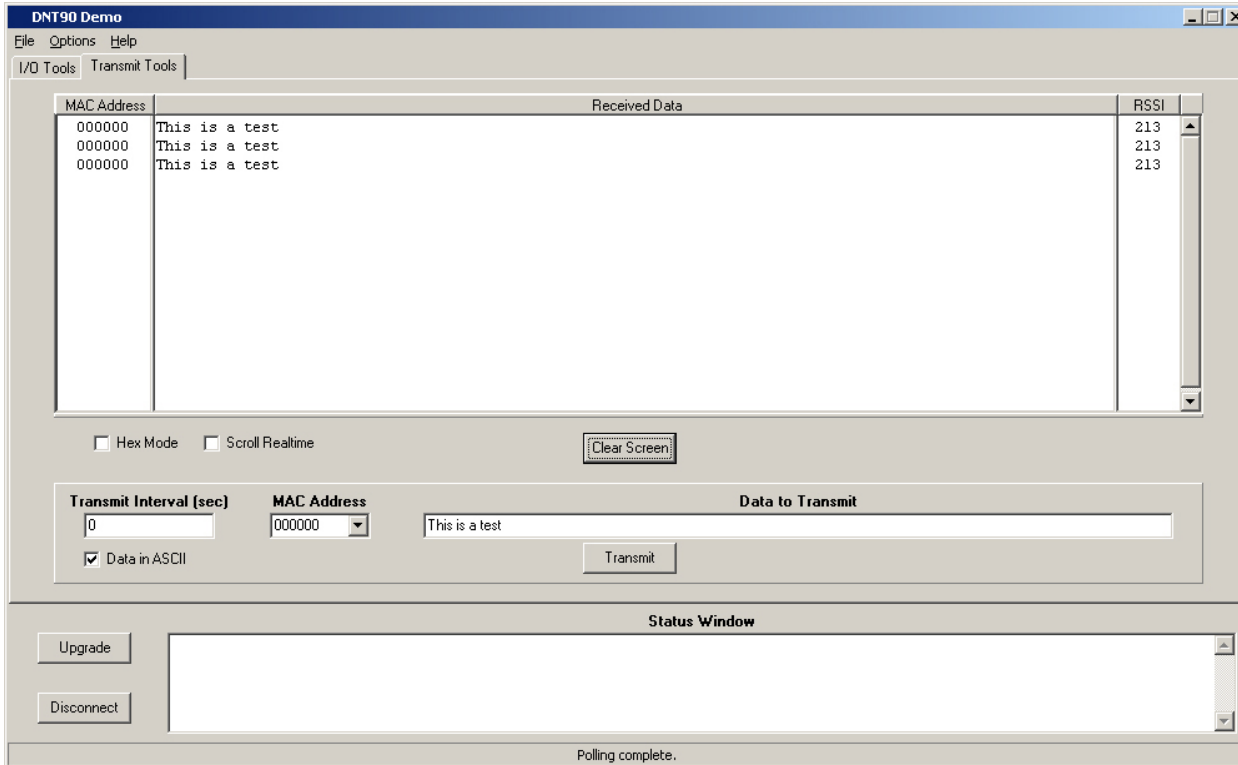 DNT90 Demo
File Options Help
I/O Tools Transmit Tools
MAC Address Received Data RSSI
000000 This is a test 213
000000 This is a test 213
000000 This is a test 213
Hex Mode Scroll Realtime Clear Screen
Transmit Interval (sec) MAC Address Data to Transmit
0 000000 This is a test
Data in ASCII Transmit
Status Window
Upgrade
Disconnect
Polling complete.